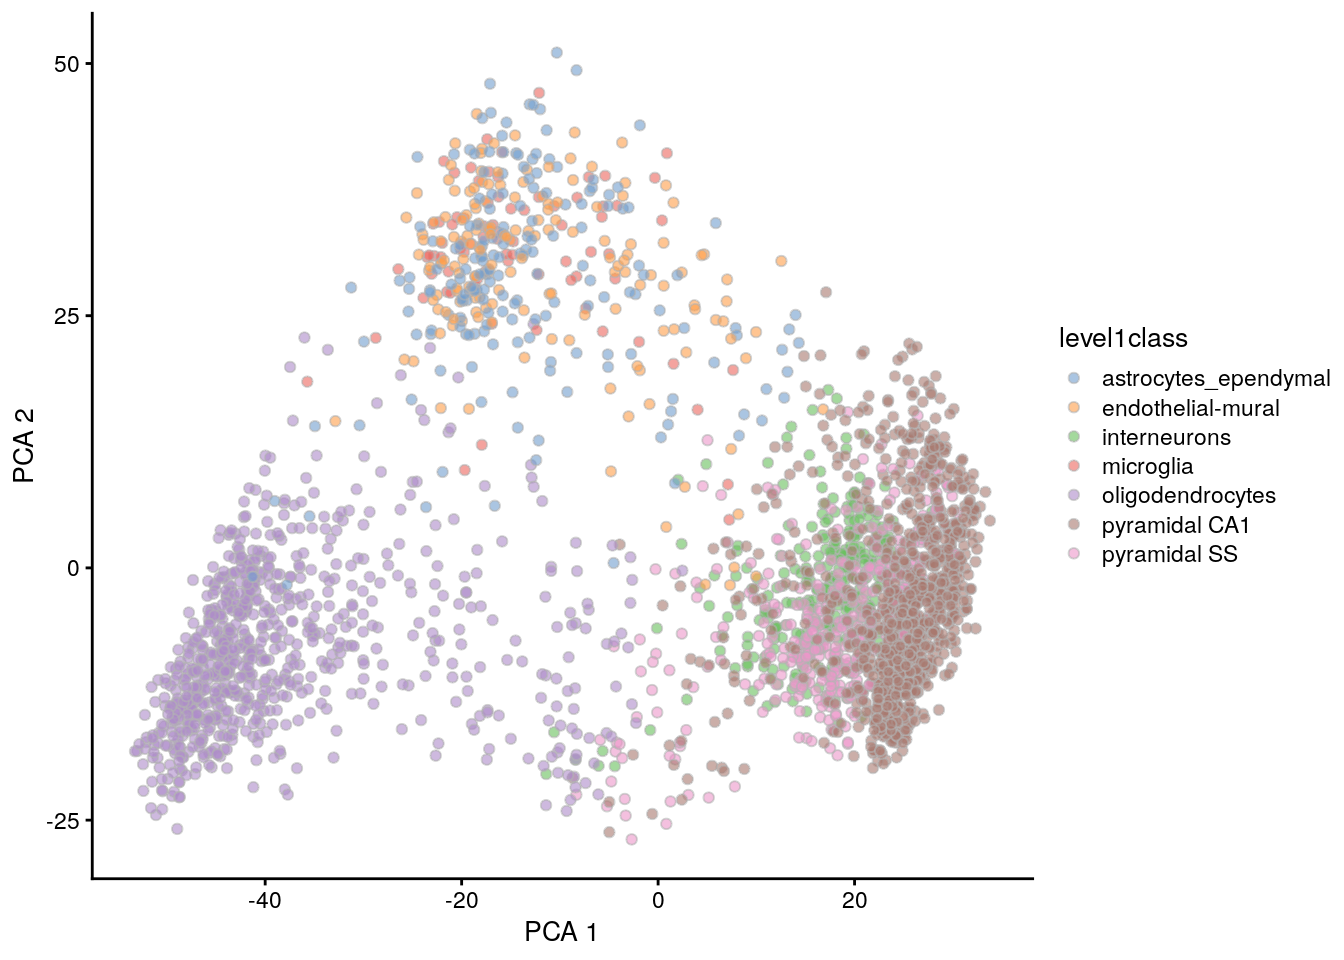 50
25
0
-25
PCA 2
-40
-20
0
20
PCA 1
level1class
astrocytes_ependymal
endothelial-mural
interneurons
microglia
oligodendrocytes
pyramidal CA1
pyramidal SS